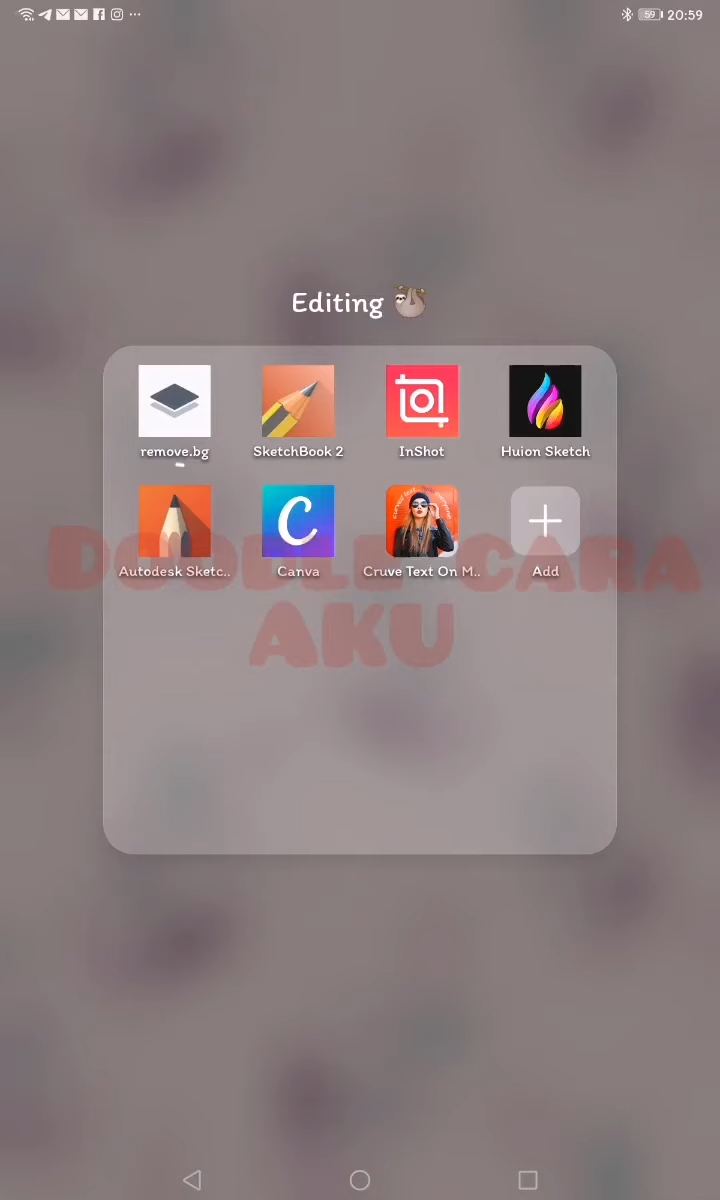 59 20:59
Editing
remove.bg SketchBook 2 InShot Huion Sketch
Autodesk Sketc.. Canva Cruve Text On M.. Add
DOODLE CARA
AKU